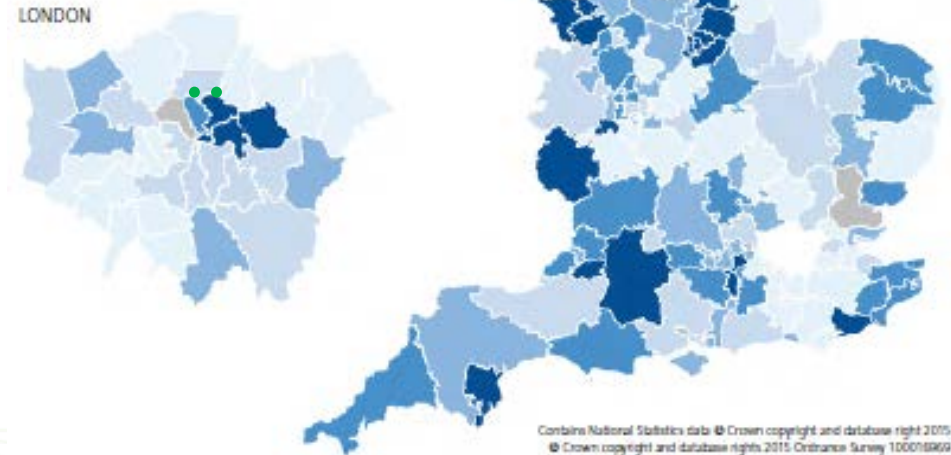 LONDON
Contains National Statistics data © Crown copyright and database right 2015
© Crown copyright and database rights 2015 Ordnance Survey 100016969